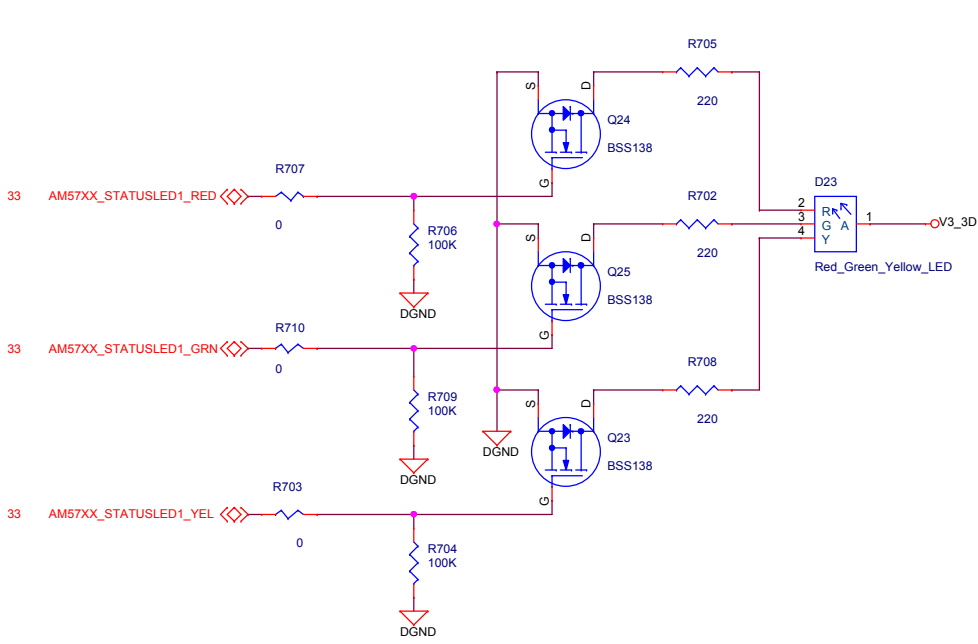 R705
220
S
D
Q24
BSS138
G
R707
0
33 AM57XX_STATUSLED1_RED
R706
100K
DGND
R702
220
S
D
Q25
BSS138
G
D23
2
3
4
R
G A
Y
1
V3_3D
Red_Green_Yellow_LED
R710
0
33 AM57XX_STATUSLED1_GRN
R709
100K
DGND
DGND
R708
220
S
D
Q23
BSS138
G
R703
0
33 AM57XX_STATUSLED1_YEL
R704
100K
DGND